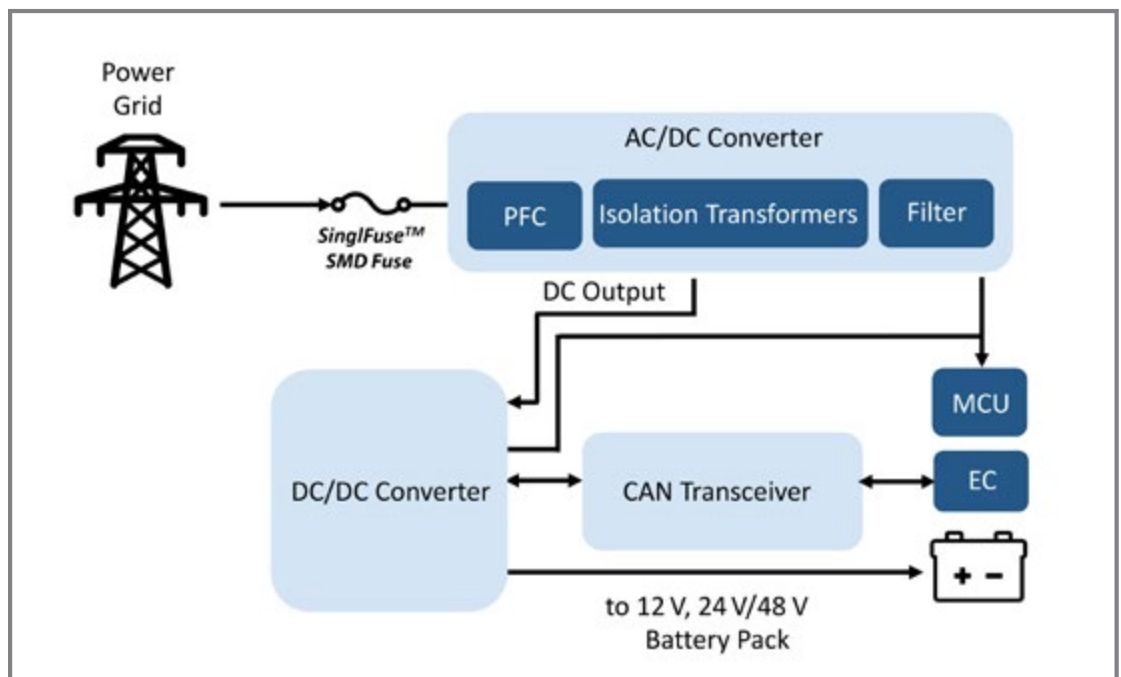 Power
Grid
AC/DC Converter
PFC
Isolation Transformers
Filter
SinglFuse™
SMD Fuse
DC Output
MCU
DC/DC Converter
CAN Transceiver
EC
+ -
to 12 V, 24 V/48 V
Battery Pack